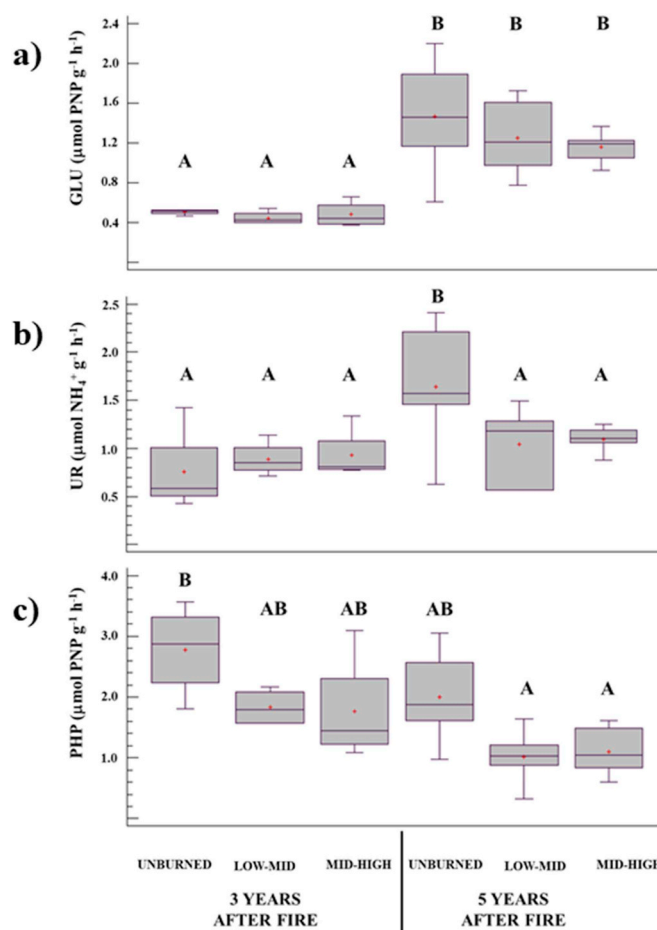 a)
GLU (µmol PNP g⁻¹ h⁻¹)
2.4
2.0
1.6
1.2
0.8
0.4
A A A B B B
b)
UR (µmol NH₄⁺ g⁻¹ h⁻¹)
2.5
2.0
1.5
1.0
0.5
A A A B A A
c)
PHP (µmol PNP g⁻¹ h⁻¹)
4.0
3.0
2.0
1.0
B AB AB AB A A
UNBURNED LOW-MID MID-HIGH UNBURNED LOW-MID MID-HIGH
3 YEARS 5 YEARS
AFTER FIRE AFTER FIRE